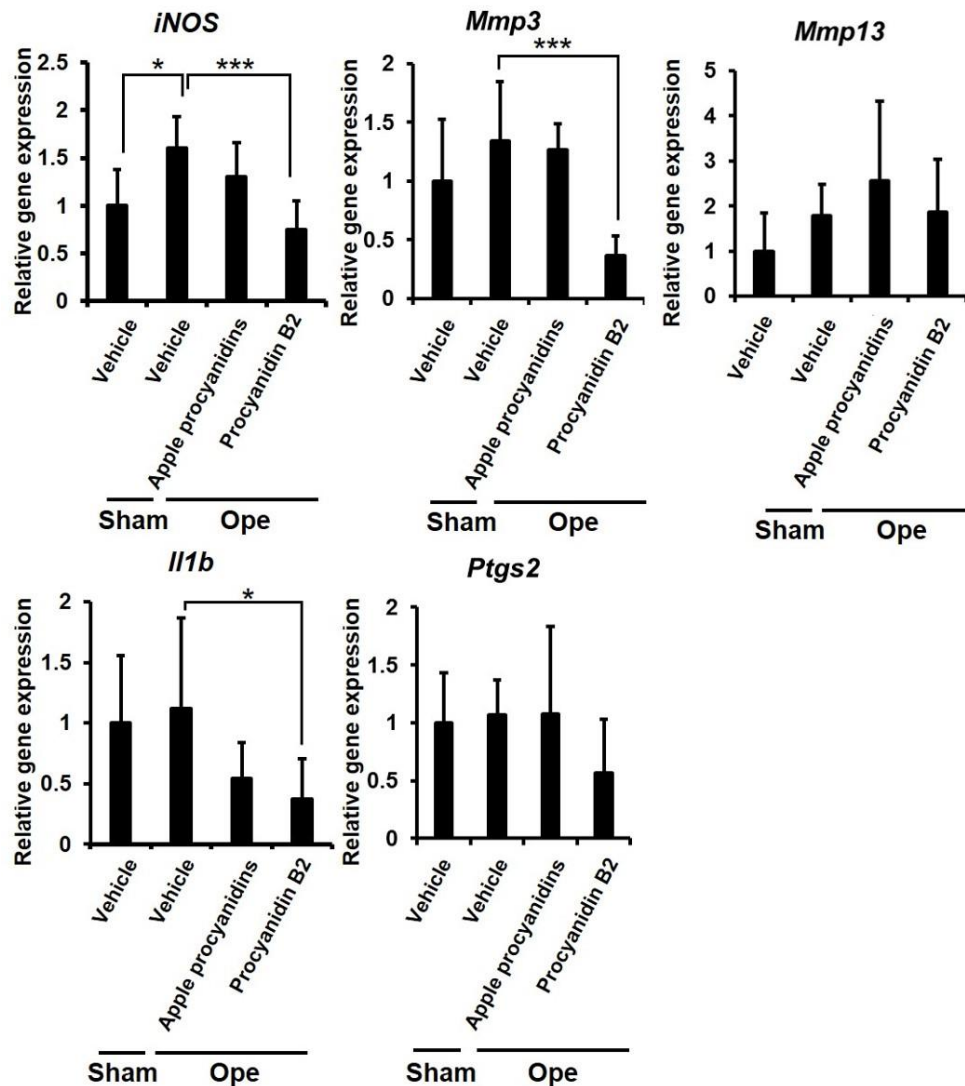 iNOS
Relative gene expression
2.5
2
1.5
1
0.5
0
*
***
Vehicle
Vehicle
Apple procyanidins
Procyanidin B2
Sham
Ope
Mmp3
Relative gene expression
2
1.5
1
0.5
0
***
Vehicle
Vehicle
Apple procyanidins
Procyanidin B2
Sham
Ope
Mmp13
Relative gene expression
5
4
3
2
1
0
Vehicle
Vehicle
Apple procyanidins
Procyanidin B2
Sham
Ope
Il1b
Relative gene expression
2
1.5
1
0.5
0
*
Vehicle
Vehicle
Apple procyanidins
Procyanidin B2
Sham
Ope
Ptgs2
Relative gene expression
2
1.5
1
0.5
0
Vehicle
Vehicle
Apple procyanidins
Procyanidin B2
Sham
Ope